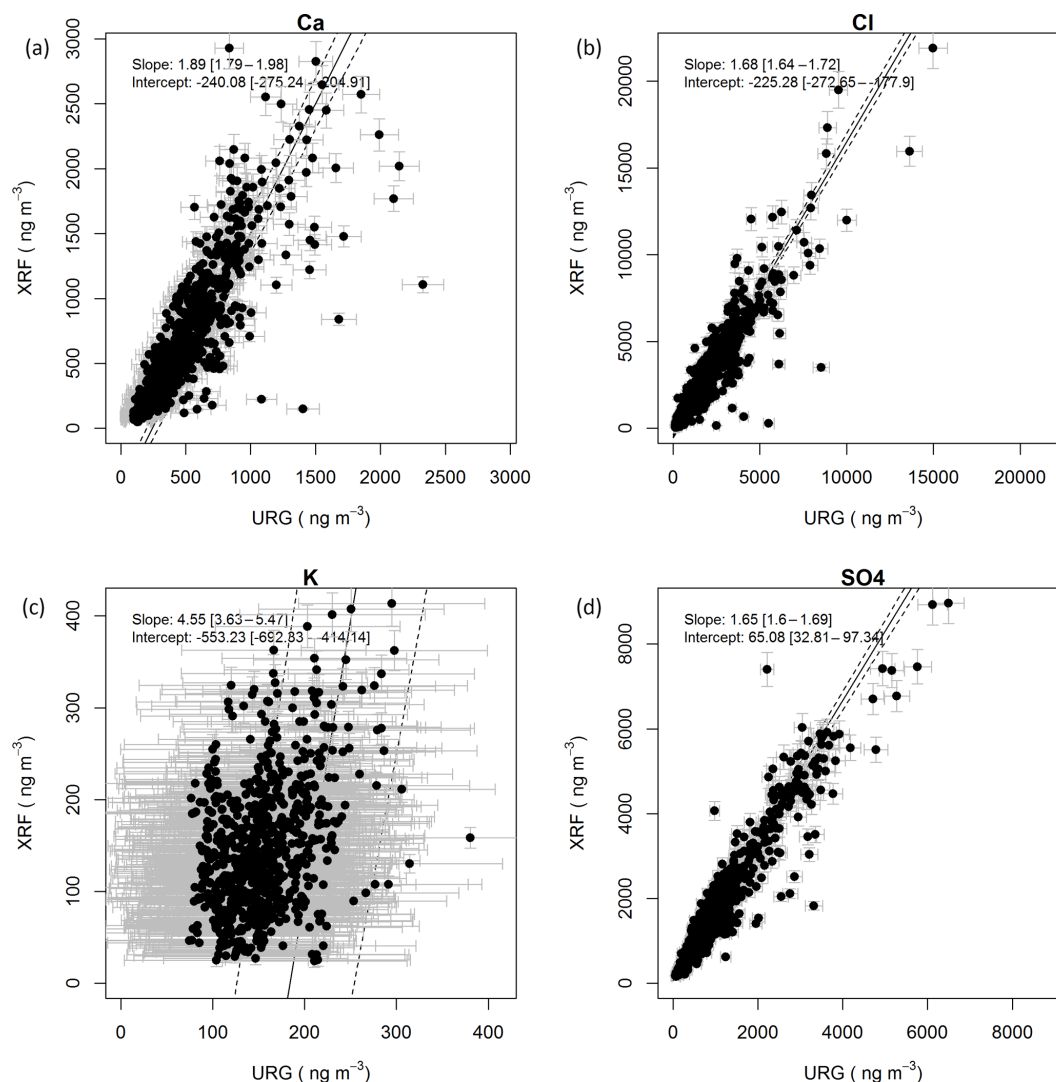 Ca
(a)
Slope: 1.89 [1.79 – 1.98]
Intercept: -240.08 [-275.24 – -204.91]
XRF ( ng m−3)
0 500 1000 1500 2000 2500 3000
0 500 1000 1500 2000 2500 3000
URG ( ng m−3)
Cl
(b)
Slope: 1.68 [1.64 – 1.72]
Intercept: -225.28 [-272.65 – -177.9]
XRF ( ng m−3)
0 5000 10000 15000 20000
0 5000 10000 15000 20000
URG ( ng m−3)
K
(c)
Slope: 4.55 [3.63 – 5.47]
Intercept: -553.23 [-692.83 – -414.14]
XRF ( ng m−3)
0 100 200 300 400
0 100 200 300 400
URG ( ng m−3)
SO4
(d)
Slope: 1.65 [1.6 – 1.69]
Intercept: 65.08 [32.81 – 97.34]
XRF ( ng m−3)
0 2000 4000 6000 8000
0 2000 4000 6000 8000
URG ( ng m−3)